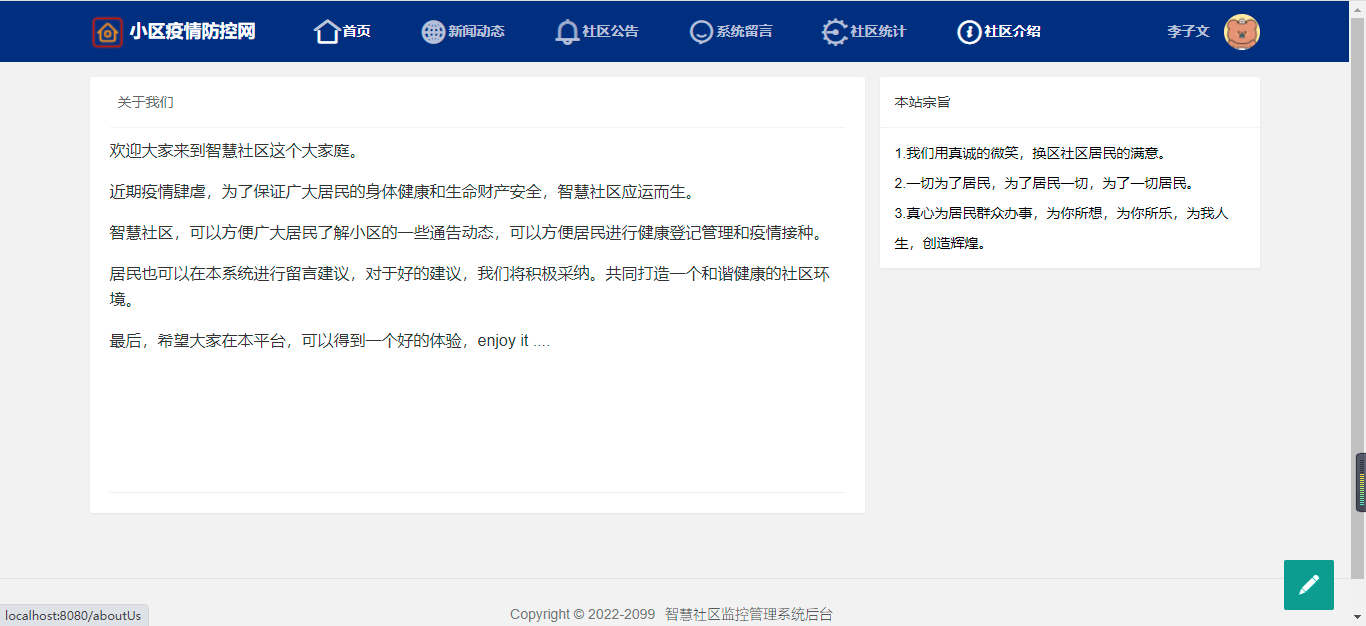 小区疫情防控网 首页 新闻动态 社区公告 系统留言 社区统计 社区介绍 李子文
关于我们
欢迎大家来到智慧社区这个大家庭。
近期疫情肆虐，为了保证广大居民的身体健康和生命财产安全，智慧社区应运而生。
智慧社区，可以方便广大居民了解小区的一些通告动态，可以方便居民进行健康登记管理和疫情接种。
居民也可以在本系统进行留言建议，对于好的建议，我们将积极采纳。共同打造一个和谐健康的社区环
境。
最后，希望大家在本平台，可以得到一个好的体验，enjoy it ....
本站宗旨
1.我们用真诚的微笑，换区社区居民的满意。
2.一切为了居民，为了居民一切，为了一切居民。
3.真心为居民群众办事，为你所想，为你所乐，为我人
生，创造辉煌。
Copyright © 2022-2099 智慧社区监控管理系统后台
localhost:8080/aboutUs